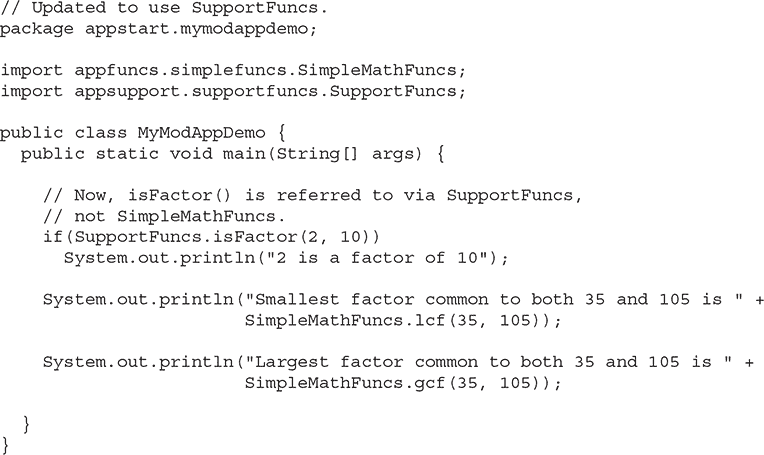 // Updated to use SupportFuncs.
package appstart.mymodappdemo;

import appfuncs.simplefuncs.SimpleMathFuncs;
import appsupport.supportfuncs.SupportFuncs;

public class MyModAppDemo {
  public static void main(String[] args) {

    // Now, isFactor() is referred to via SupportFuncs,
    // not SimpleMathFuncs.
    if(SupportFuncs.isFactor(2, 10))
      System.out.println("2 is a factor of 10");

    System.out.println("Smallest factor common to both 35 and 105 is " +
                       SimpleMathFuncs.lcf(35, 105));

    System.out.println("Largest factor common to both 35 and 105 is " +
                       SimpleMathFuncs.gcf(35, 105));

  }
}